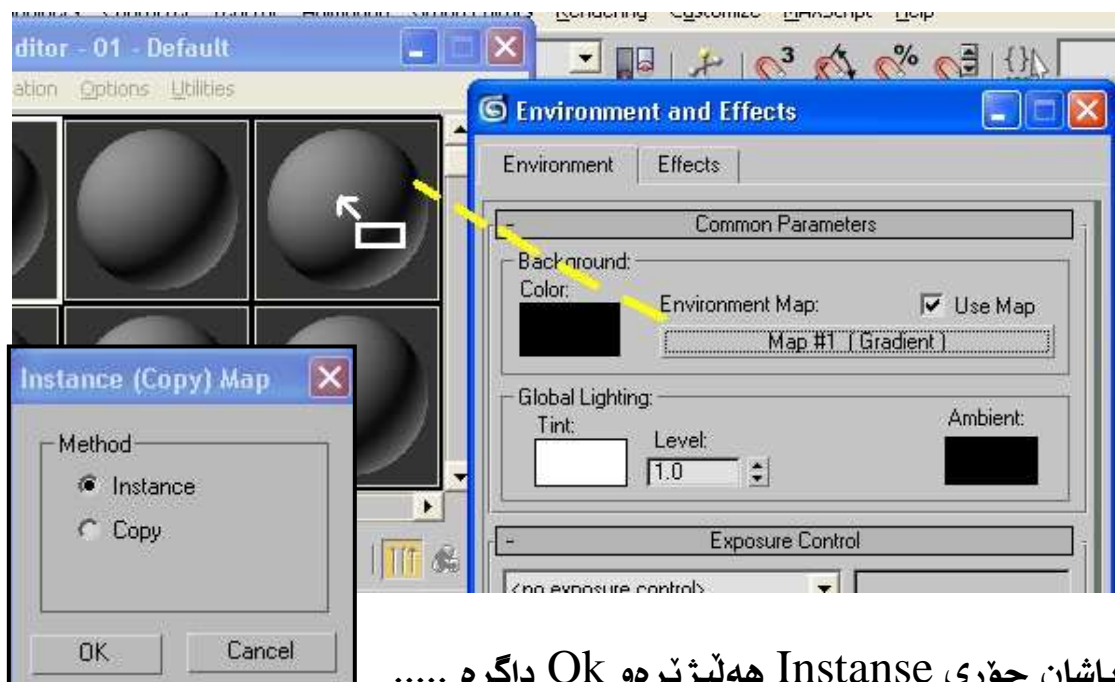 Rendering Customize MAXScript Help
ditor - 01 - Default
ation Options Utilities
Environment and Effects
Environment Effects
Common Parameters
Background:
Color:
Environment Map: Use Map
Map #1 ( Gradient )
Global Lighting:
Tint: Level: Ambient:
1.0
Exposure Control
<no exposure control>
Instance (Copy) Map
Method
Instance
Copy
OK Cancel
جۆری Instanse هەڵبژێرەو Ok داگرە .....